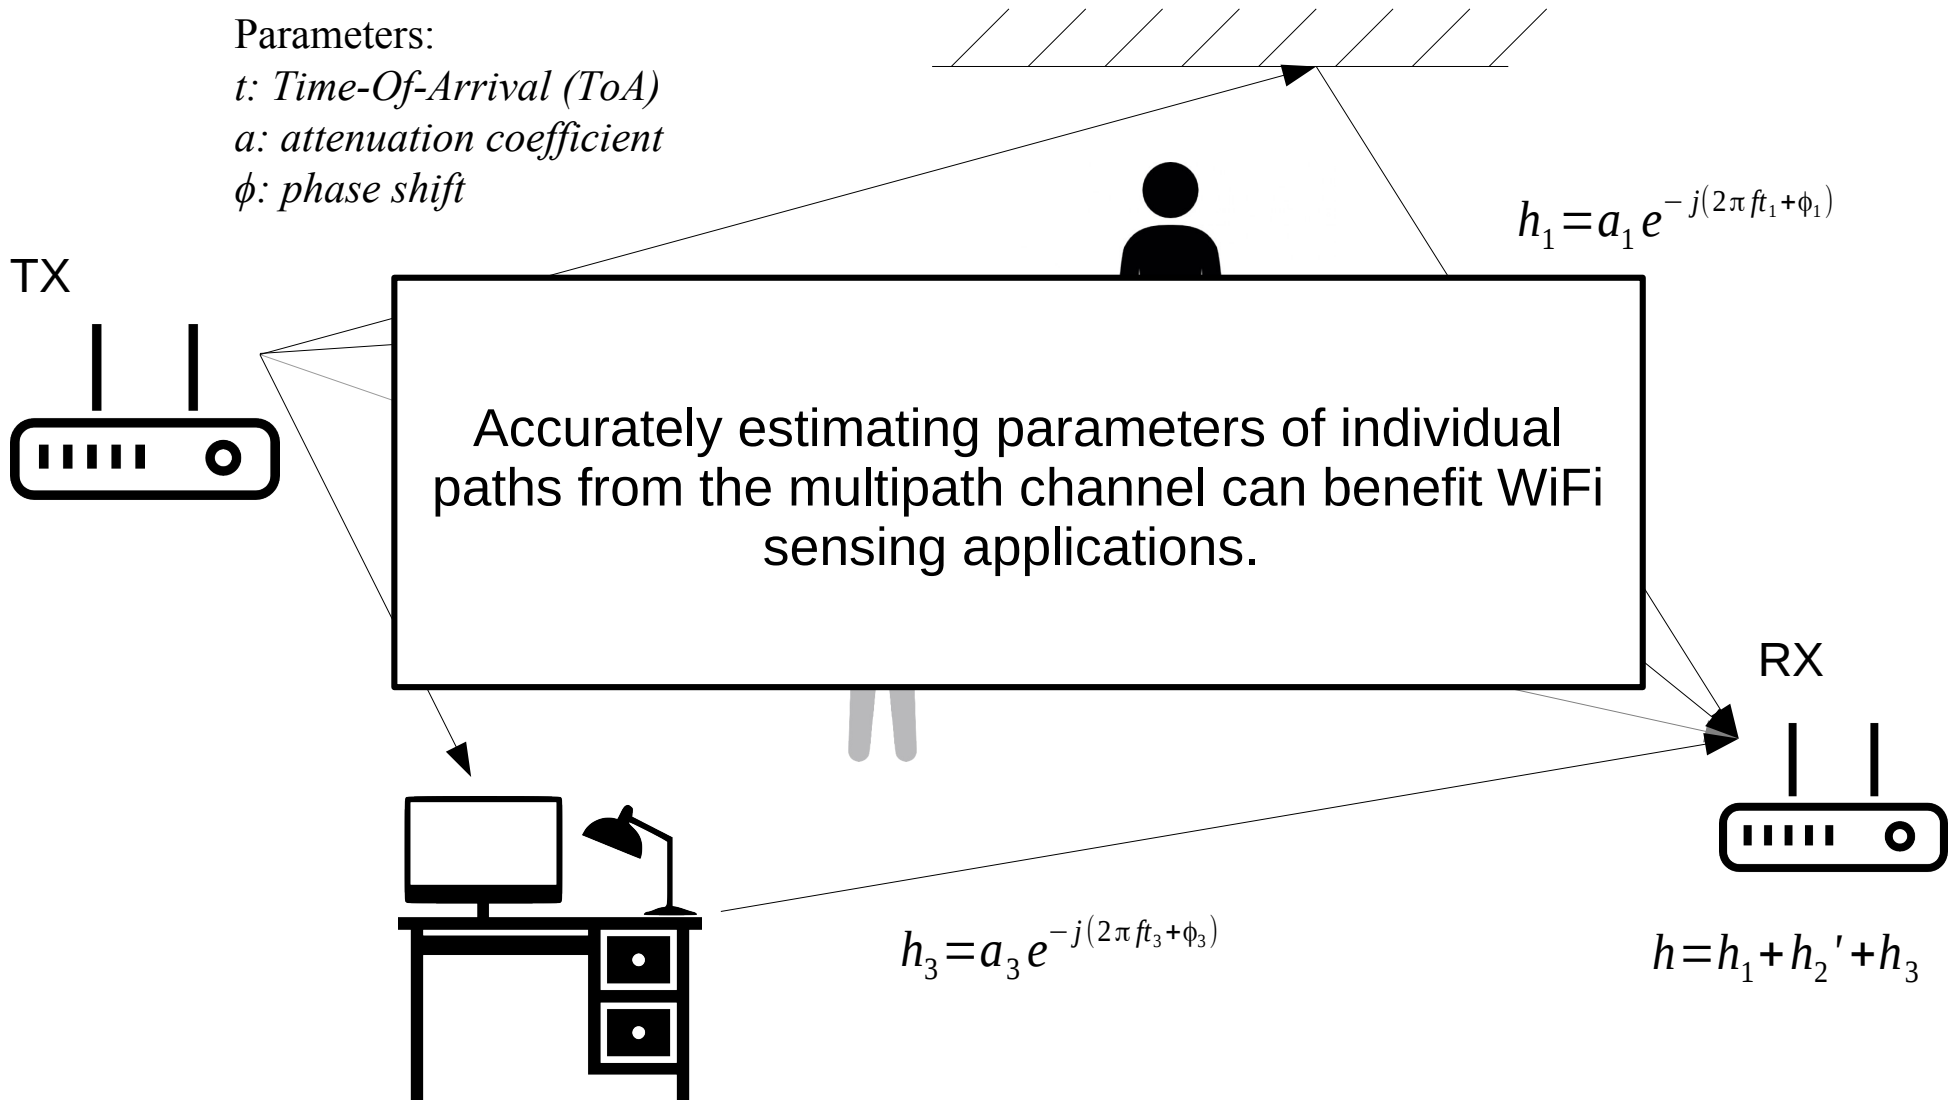 Parameters:
t: Time-Of-Arrival (ToA)
a: attenuation coefficient
ϕ: phase shift
h₁=a₁e^{−j(2πft₁+ϕ₁)}
TX
Accurately estimating parameters of individual
paths from the multipath channel can benefit WiFi
sensing applications.
RX
h₃=a₃e^{−j(2πft₃+ϕ₃)}
h=h₁+h₂'+h₃